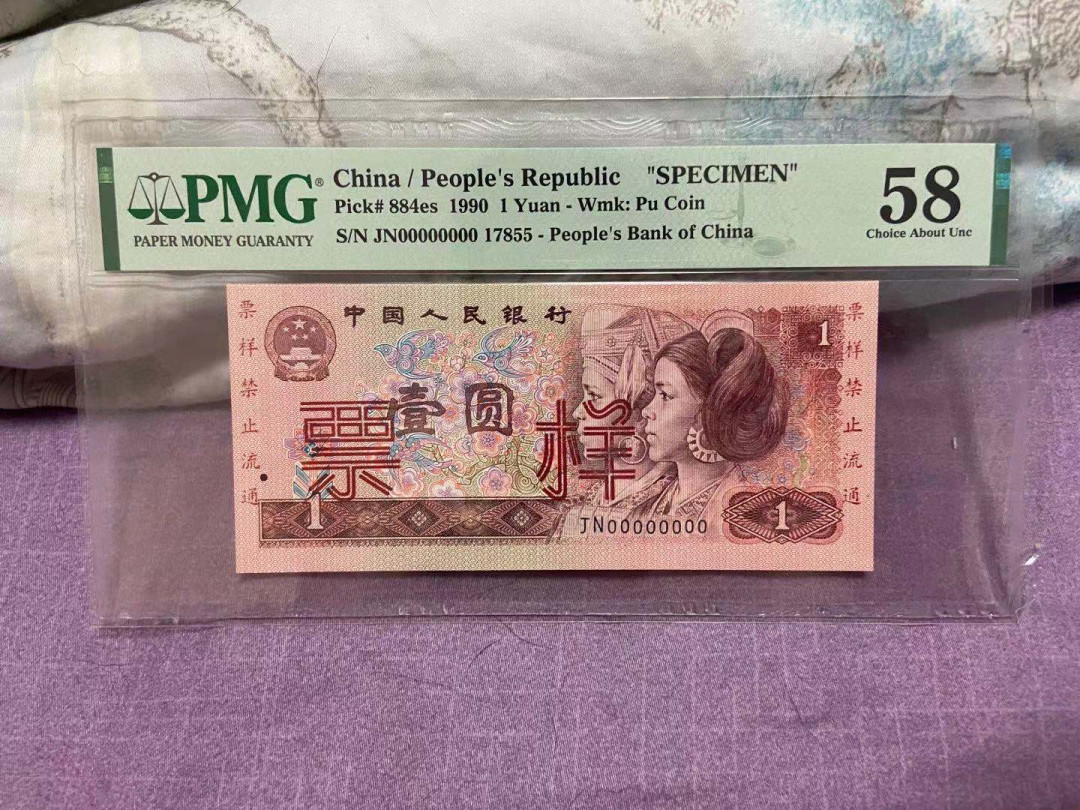 PMG® China / People's Republic "SPECIMEN" 58
Pick# 884es 1990 1 Yuan - Wmk: Pu Coin
PAPER MONEY GUARANTY S/N JN00000000 17855 - People's Bank of China Choice About Unc
中国人民银行
票样禁止流通
壹圆
票样
1
1
JN00000000
1
票样禁止流通